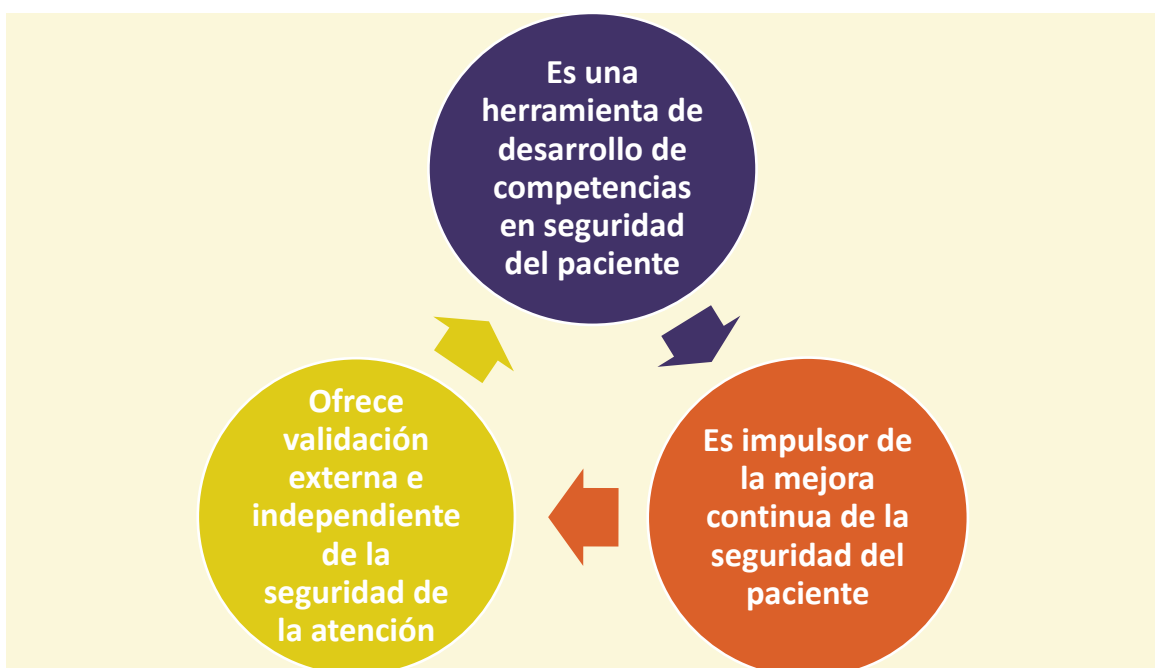 Es una
herramienta de
desarrollo de
competencias
en seguridad
del paciente
Es impulsor de
la mejora
continua de la
seguridad del
paciente
Ofrece
validación
externa e
independiente
de la
seguridad de
la atención